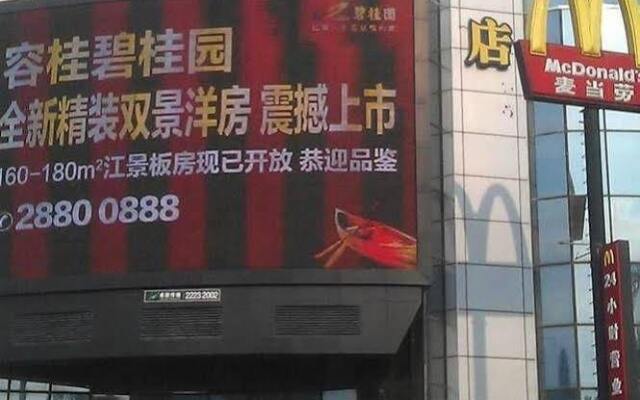 碧桂园
容桂碧桂园
全新精装双景洋房 震撼上市
160-180m²江景板房现已开放 恭迎品鉴
2880 0888
2223 2002
店
McDonald's
麦当劳
24小时营业